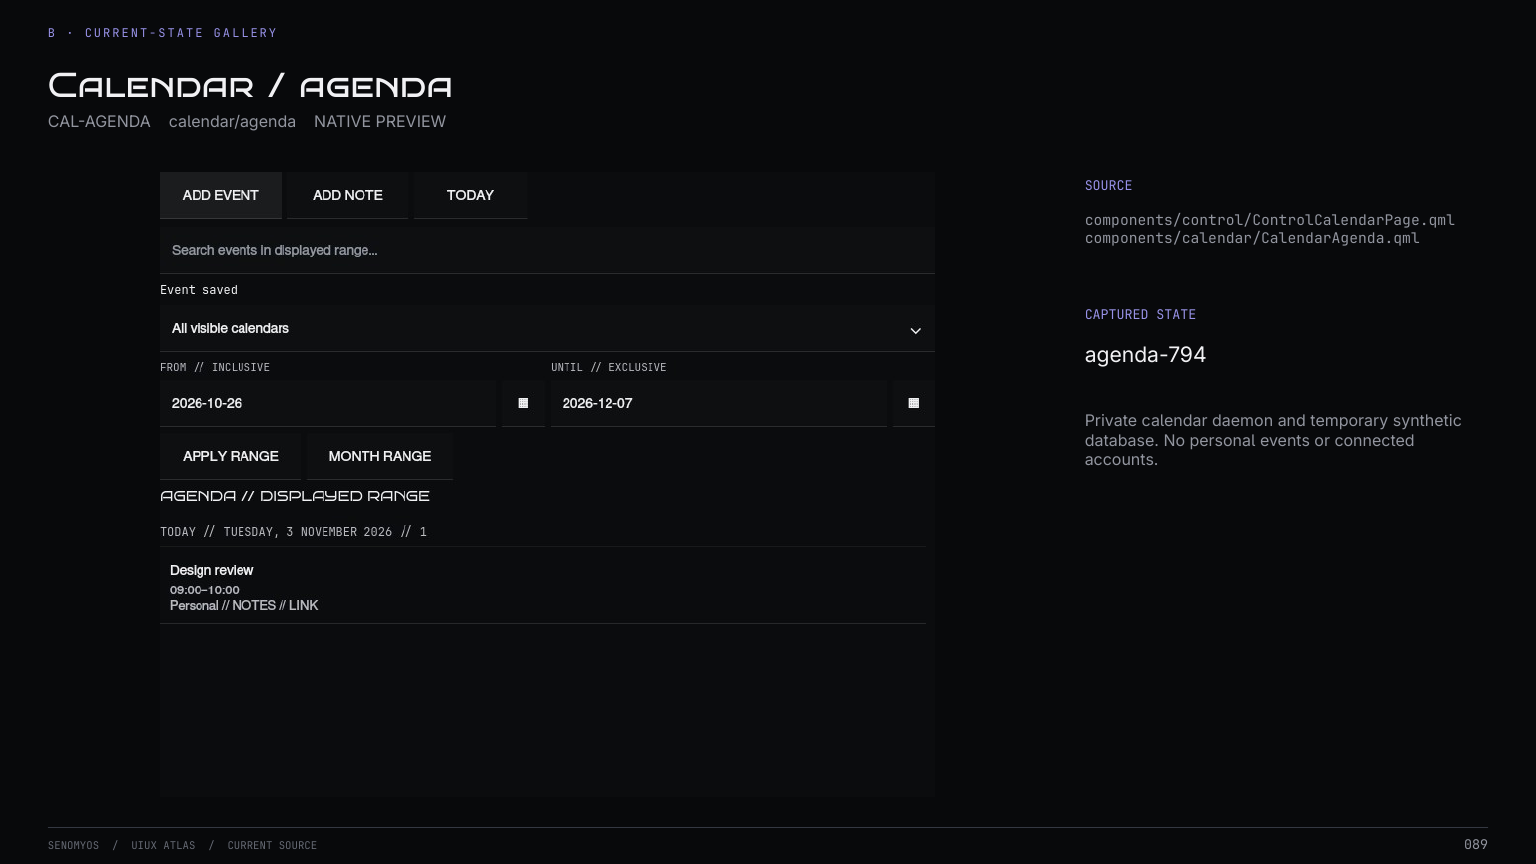 B · CURRENT-STATE GALLERY
Calendar / agenda
CAL-AGENDA calendar/agenda NATIVE PREVIEW
ADD EVENT ADD NOTE TODAY
Search events in displayed range...
Event saved
All visible calendars
FROM // INCLUSIVE UNTIL // EXCLUSIVE
2026-10-26 2026-12-07
APPLY RANGE MONTH RANGE
AGENDA // DISPLAYED RANGE
TODAY // TUESDAY, 3 NOVEMBER 2026 // 1
Design review
09:00–10:00
Personal // NOTES // LINK
SOURCE
components/control/ControlCalendarPage.qml
components/calendar/CalendarAgenda.qml
CAPTURED STATE
agenda-794
Private calendar daemon and temporary synthetic
database. No personal events or connected
accounts.
SENOMYOS / UIUX ATLAS / CURRENT SOURCE
089